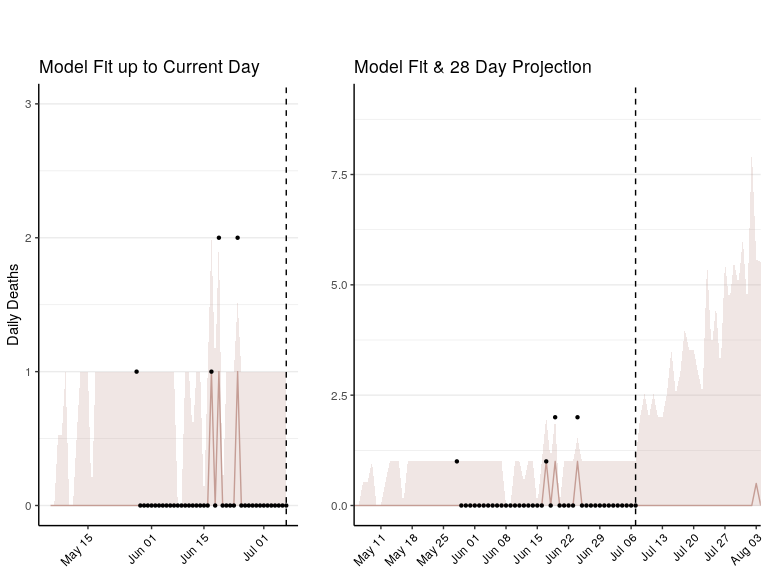 Model Fit up to Current Day
Model Fit & 28 Day Projection
Daily Deaths
3
2
1
0
7.5
5.0
2.5
0.0
May 15
Jun 01
Jun 15
Jul 01
May 11
May 18
May 25
Jun 01
Jun 08
Jun 15
Jun 22
Jun 29
Jul 06
Jul 13
Jul 20
Jul 27
Aug 03